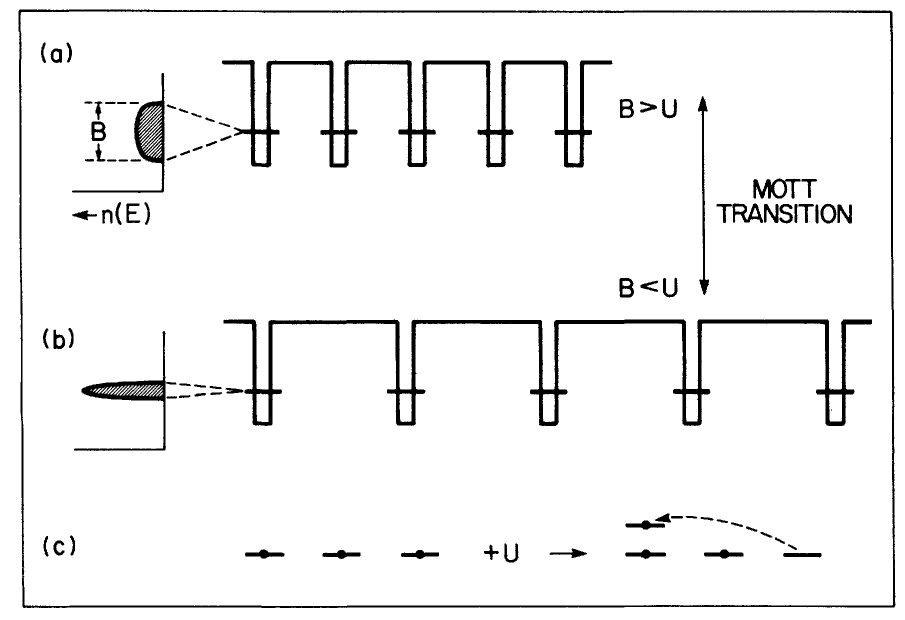 (a)
B
n(E)
B>U
MOTT
TRANSITION
B<U
(b)
(c)
+U